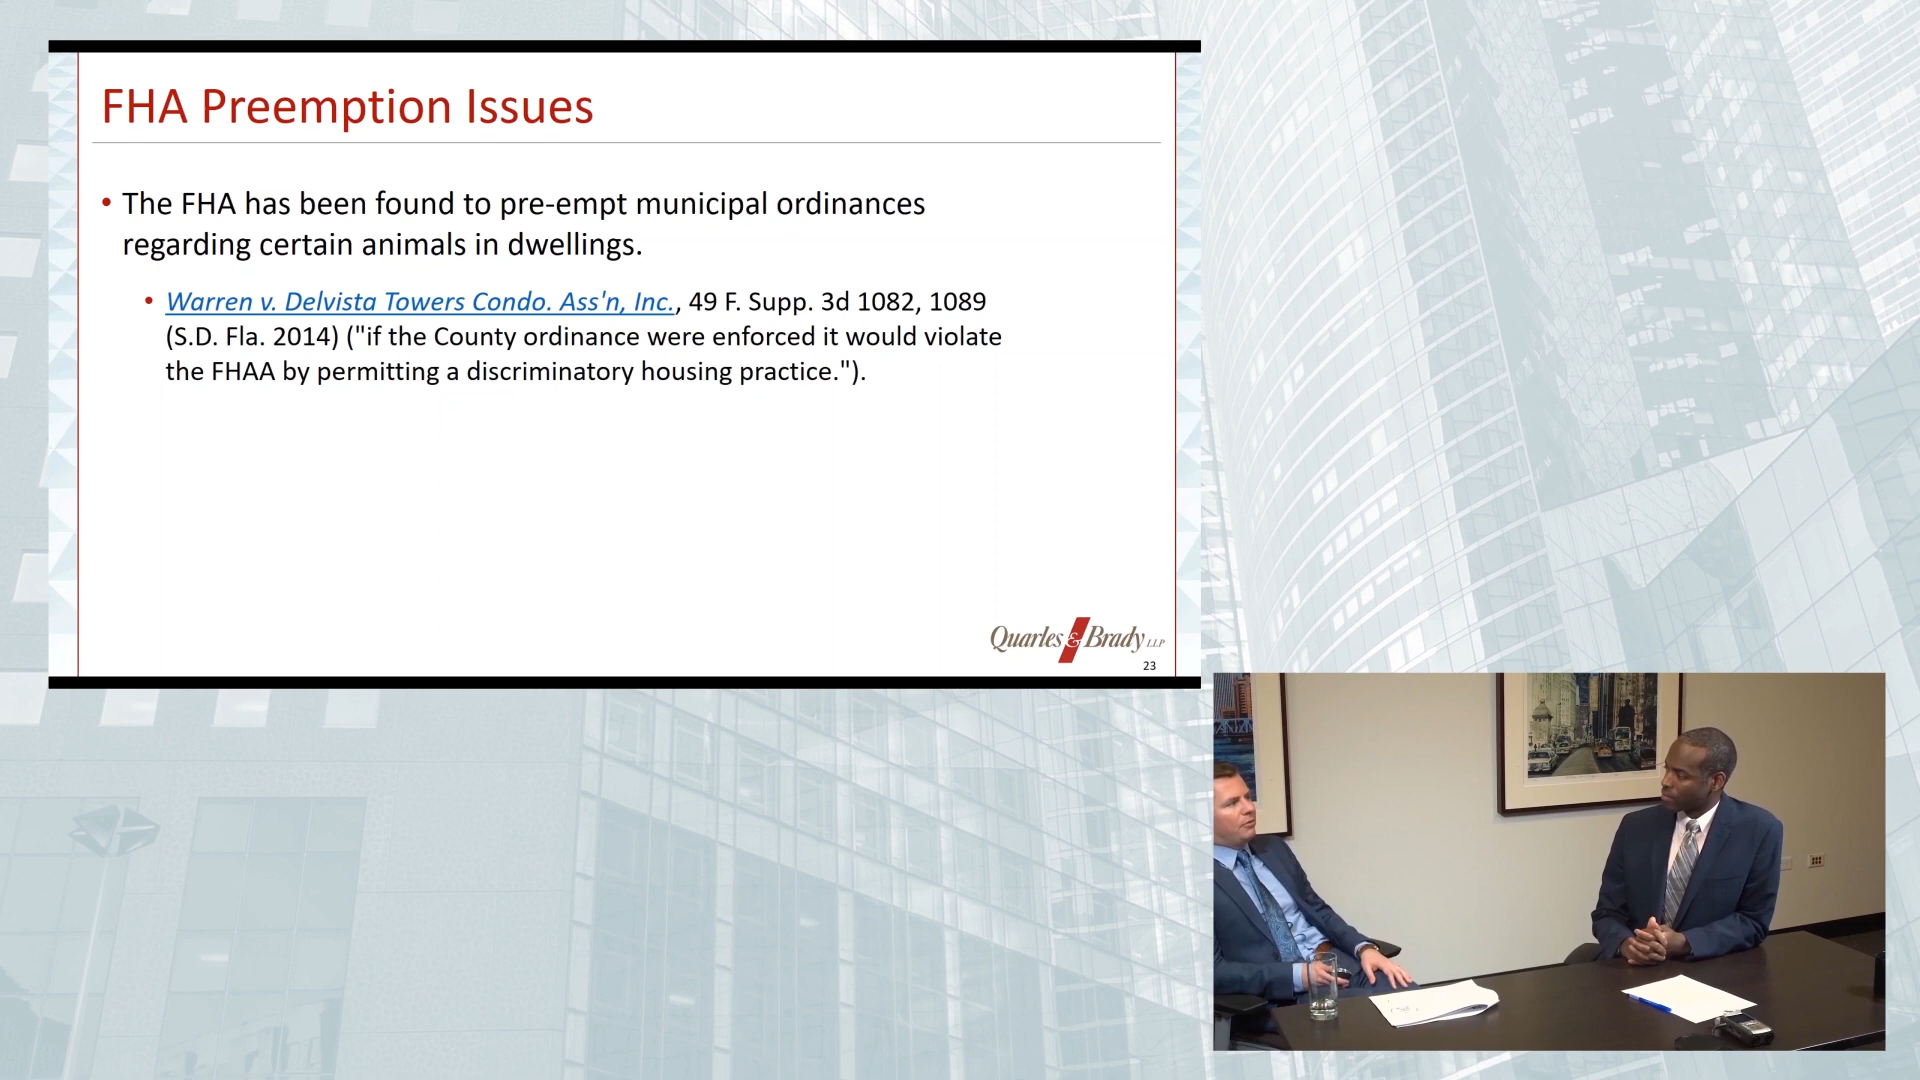 FHA Preemption Issues
• The FHA has been found to pre-empt municipal ordinances
regarding certain animals in dwellings.
• Warren v. Delvista Towers Condo. Ass'n, Inc., 49 F. Supp. 3d 1082, 1089
(S.D. Fla. 2014) ("if the County ordinance were enforced it would violate
the FHAA by permitting a discriminatory housing practice.").
Quarles & Brady LLP
23